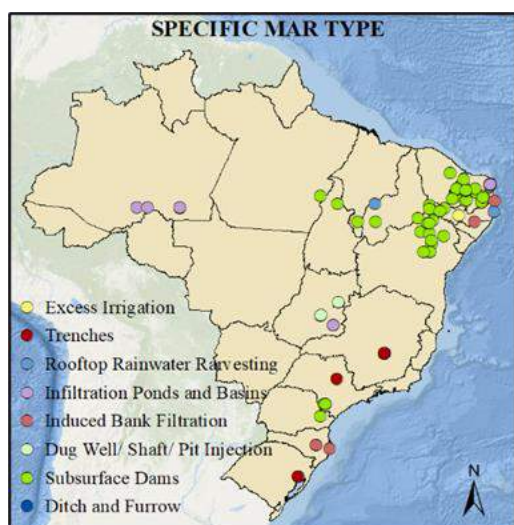 SPECIFIC MAR TYPE
Excess Irrigation
Trenches
Rooftop Rainwater Rarvesting
Infiltration Ponds and Basins
Induced Bank Filtration
Dug Well/ Shaft/ Pit Injection
Subsurface Dams
Ditch and Furrow
N